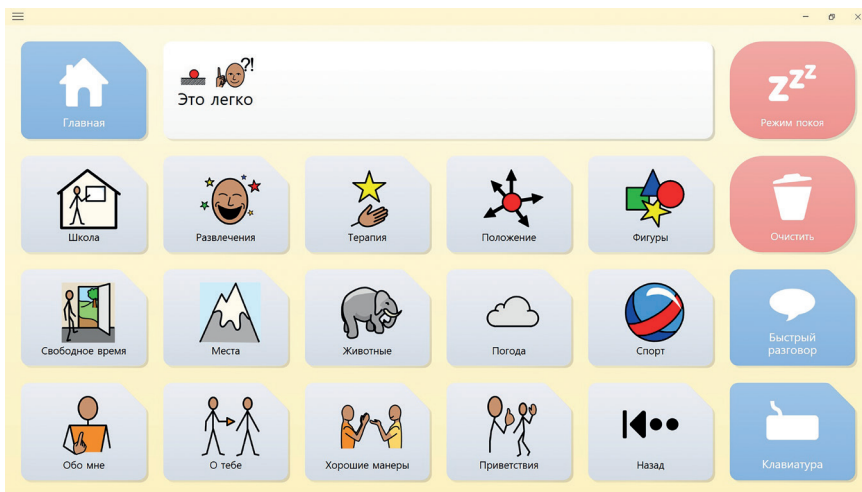 Главная
?!
Это легко
zzz
Режим покоя
Школа
Развлечения
Терапия
Положение
Фигуры
Очистить
Свободное время
Места
Животные
Погода
Спорт
Быстрый
разговор
Обо мне
О тебе
Хорошие манеры
Приветствия
Назад
Клавиатура